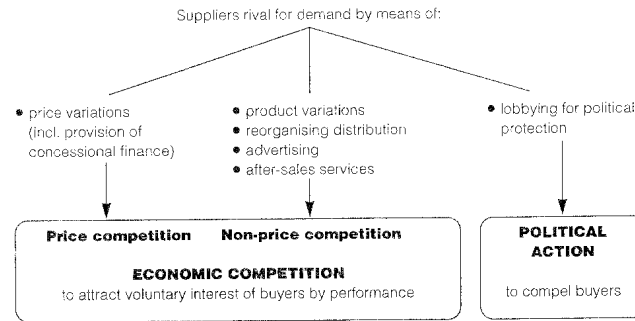 Suppliers rival for demand by means of:
• price variations
(incl. provision of
concessional finance)
• product variations
• reorganising distribution
• advertising
• after-sales services
• lobbying for political
protection
Price competition
Non-price competition
ECONOMIC COMPETITION
to attract voluntary interest of buyers by performance
POLITICAL
ACTION
to compel buyers